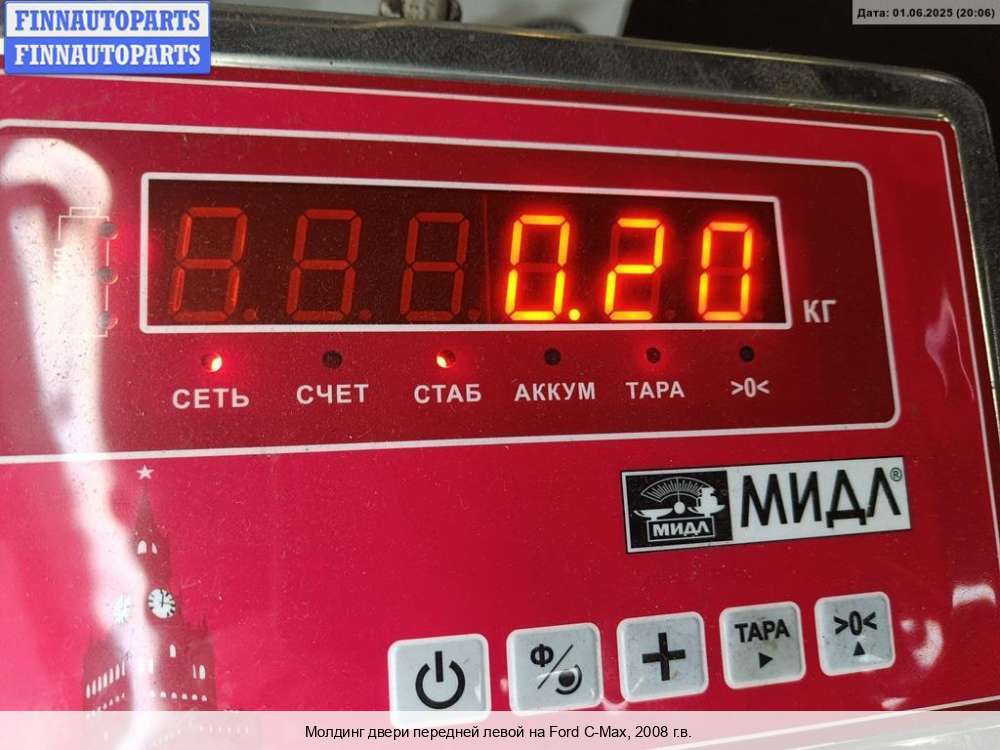 FINNAUTOPARTS
FINNAUTOPARTS
Дата: 01.06.2025 (20:06)
0.20
КГ
СЕТЬ СЧЕТ СТАБ АККУМ ТАРА >0<
МИДЛ МИДЛ®
Ф ТАРА >0<
Молдинг двери передней левой на Ford C-Max, 2008 г.в.